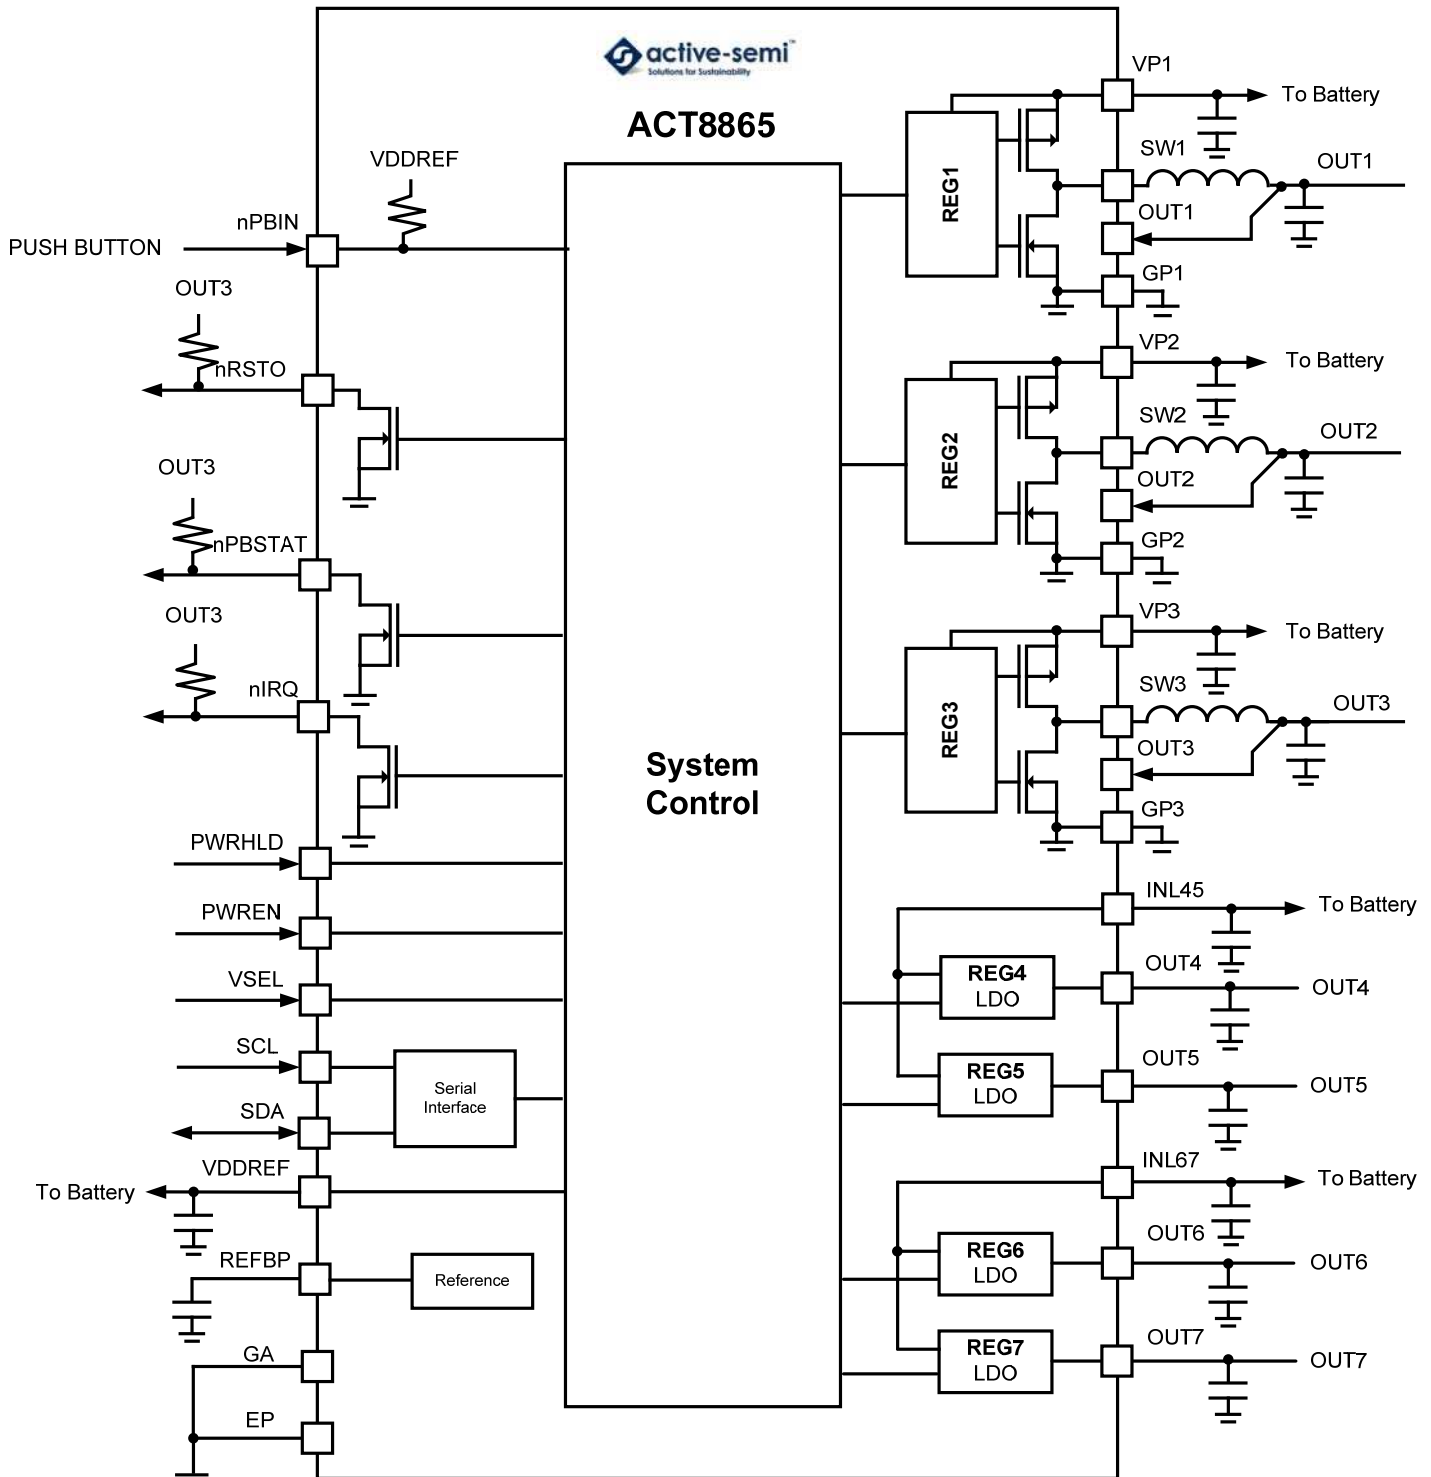 active-semi™
Solutions for Sustainability
ACT8865
VDDREF
nPBIN
PUSH BUTTON
OUT3
nRSTO
OUT3
nPBSTAT
OUT3
nIRQ
PWRHLD
PWREN
VSEL
SCL
Serial
Interface
SDA
VDDREF
To Battery
REFBP
Reference
GA
EP
System
Control
VP1
To Battery
REG1
SW1
OUT1
OUT1
GP1
VP2
To Battery
REG2
SW2
OUT2
OUT2
GP2
VP3
To Battery
REG3
SW3
OUT3
OUT3
GP3
INL45
To Battery
REG4
LDO
OUT4
OUT4
REG5
LDO
OUT5
OUT5
INL67
To Battery
REG6
LDO
OUT6
OUT6
REG7
LDO
OUT7
OUT7